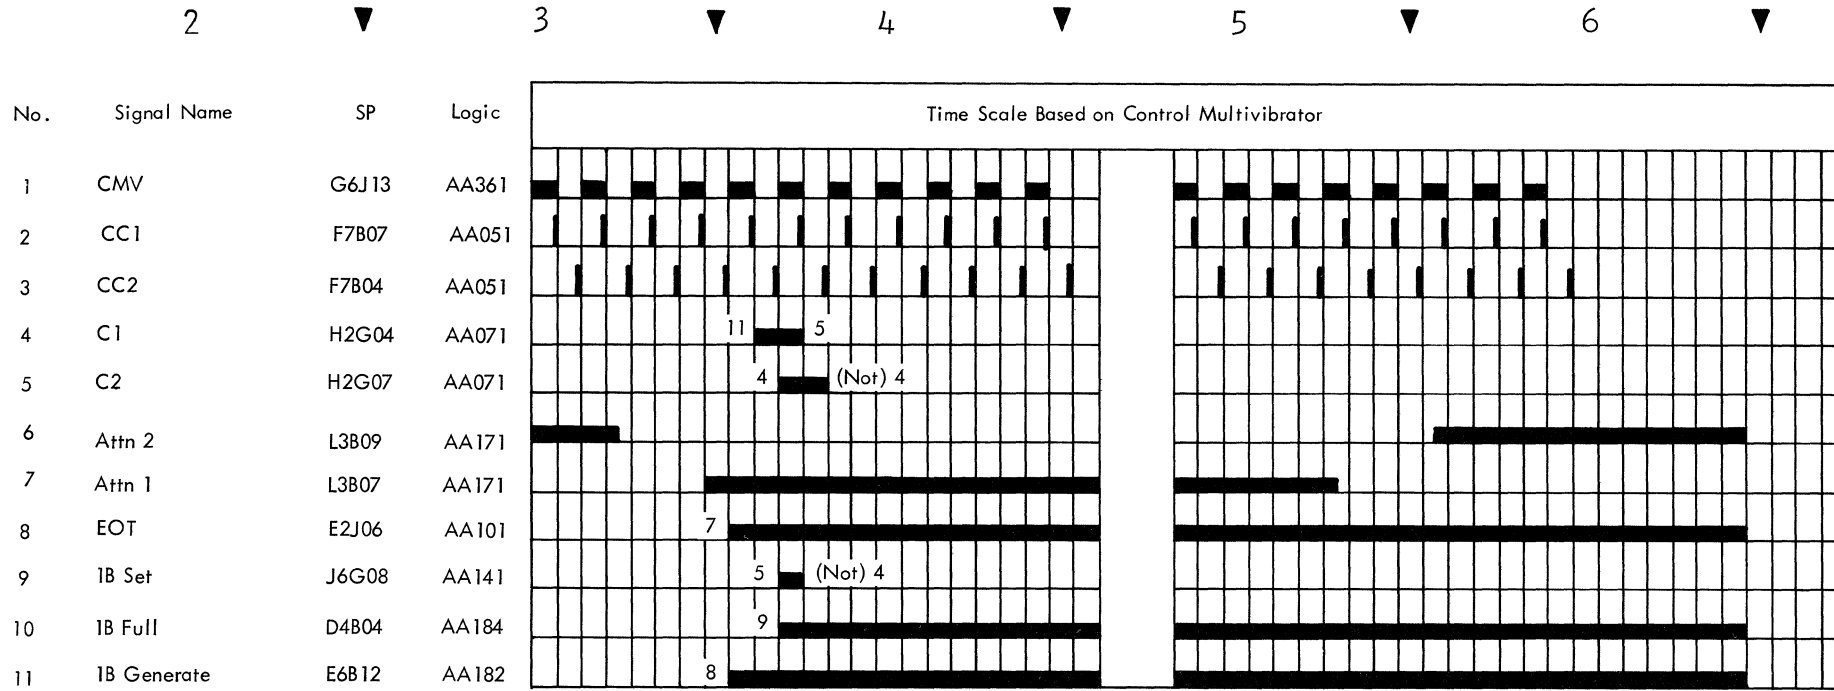 2 3 4 5 6
No. Signal Name SP Logic Time Scale Based on Control Multivibrator
1 CMV G6J13 AA361
2 CC1 F7B07 AA051
3 CC2 F7B04 AA051
4 C1 H2G04 AA071 11 5
5 C2 H2G07 AA071 4 (Not) 4
6 Attn 2 L3B09 AA171
7 Attn 1 L3B07 AA171
8 EOT E2J06 AA101 7
9 1B Set J6G08 AA141 5 (Not) 4
10 1B Full D4B04 AA184 9
11 1B Generate E6B12 AA182 8